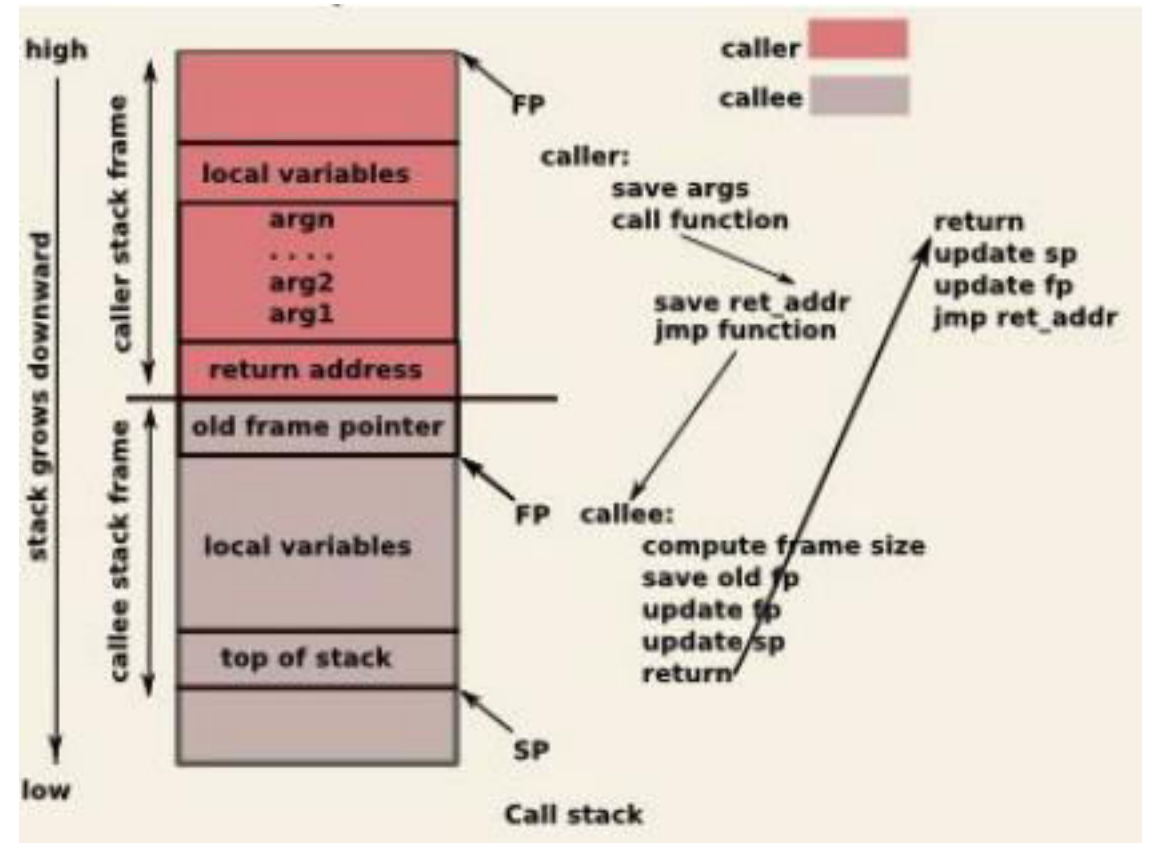 high
caller
callee
FP
caller:
save args
call function
local variables
argn
....
arg2
arg1
return address
caller stack frame
stack grows downward
save ret_addr
jmp function
return
update sp
update fp
jmp ret_addr
old frame pointer
FP
callee:
compute frame size
save old fp
update fp
update sp
return
local variables
top of stack
callee stack frame
SP
low
Call stack